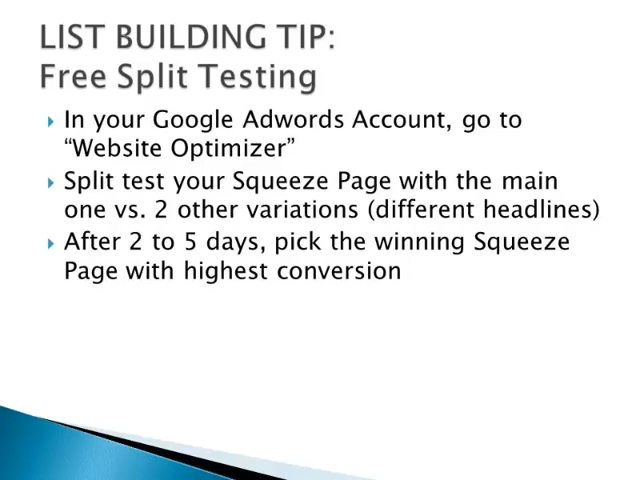 LIST BUILDING TIP:
Free Split Testing
In your Google Adwords Account, go to
“Website Optimizer”
Split test your Squeeze Page with the main
one vs. 2 other variations (different headlines)
After 2 to 5 days, pick the winning Squeeze
Page with highest conversion